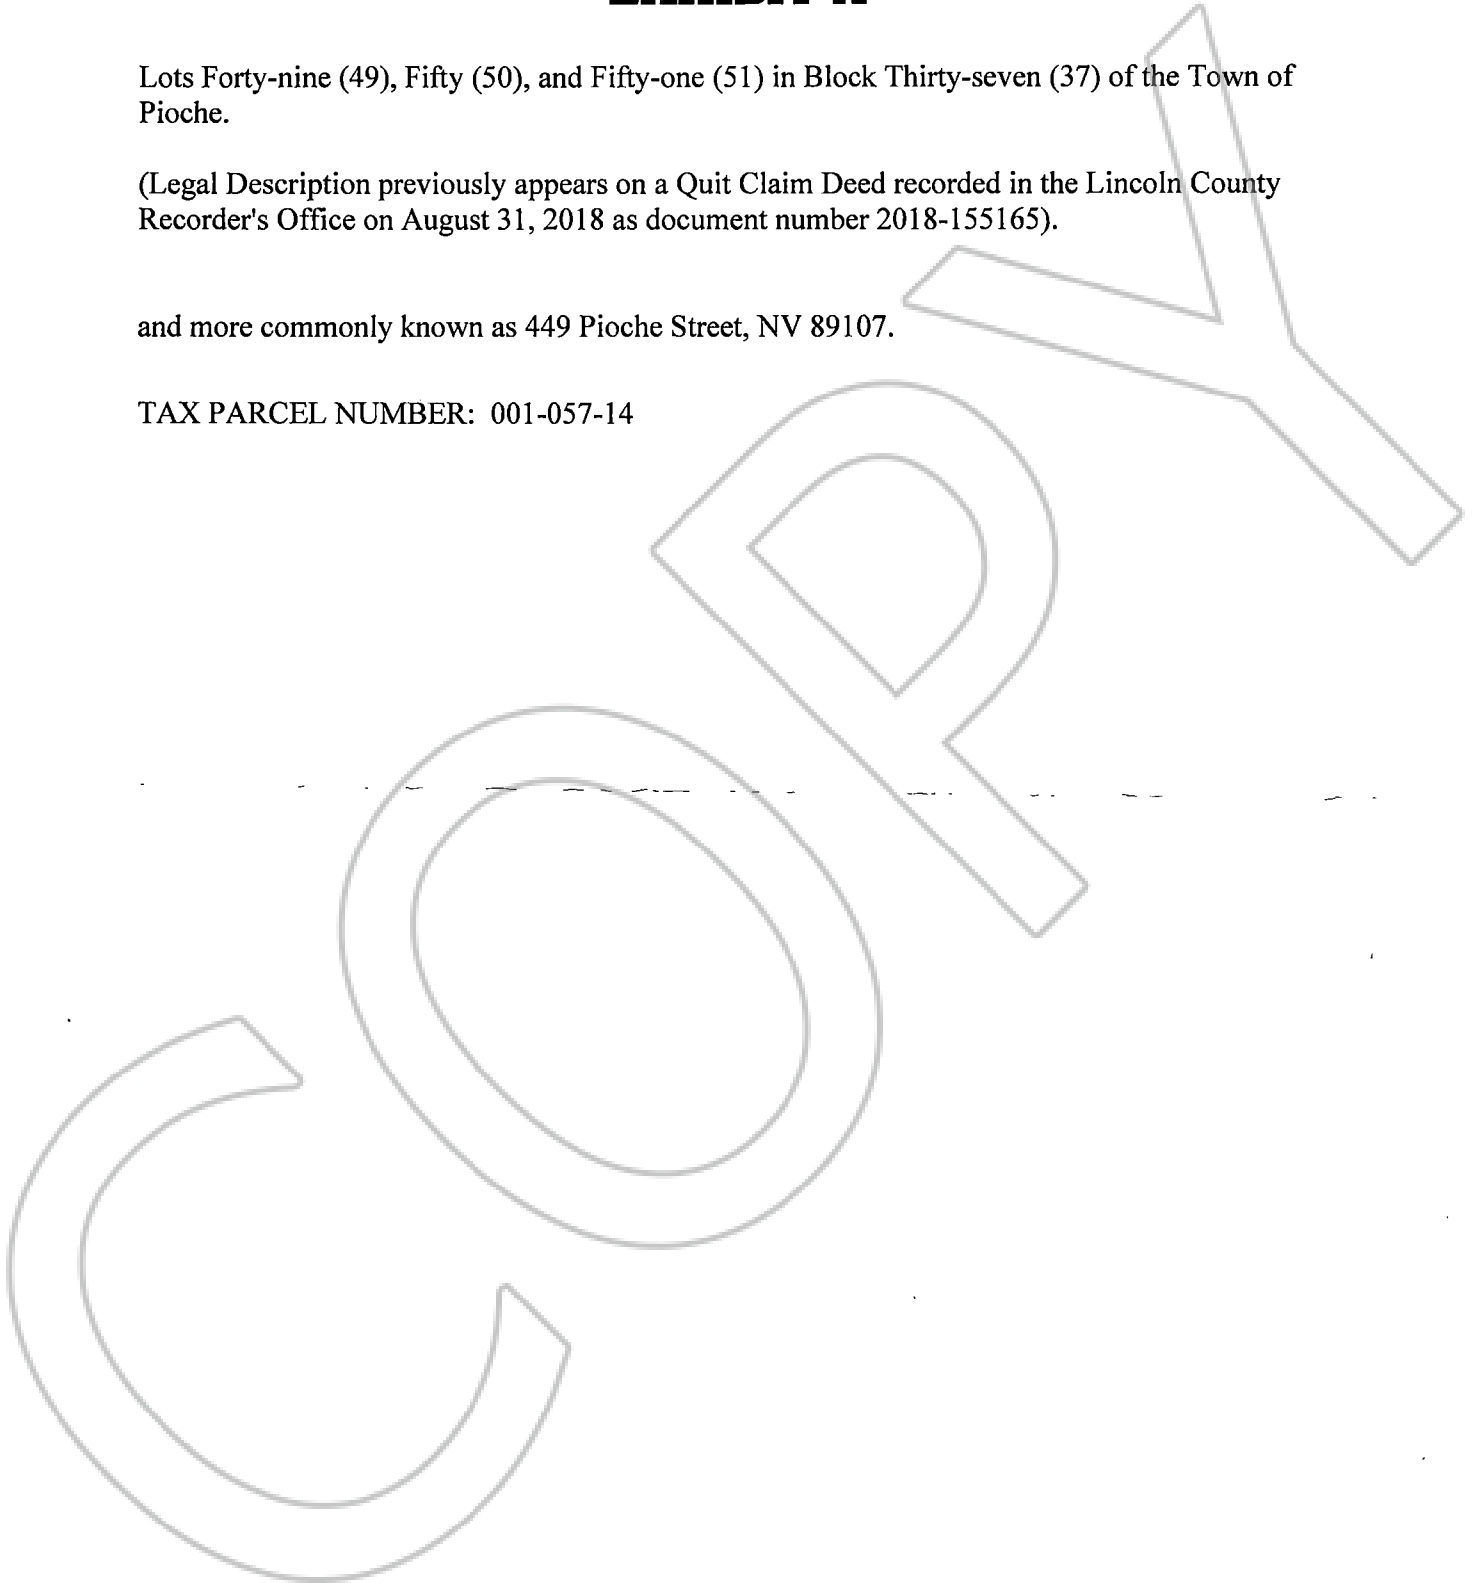 Lots Forty-nine (49), Fifty (50), and Fifty-one (51) in Block Thirty-seven (37) of the Town of
Pioche.
(Legal Description previously appears on a Quit Claim Deed recorded in the Lincoln County
Recorder's Office on August 31, 2018 as document number 2018-155165).
and more commonly known as 449 Pioche Street, NV 89107.
TAX PARCEL NUMBER: 001-057-14
COPY